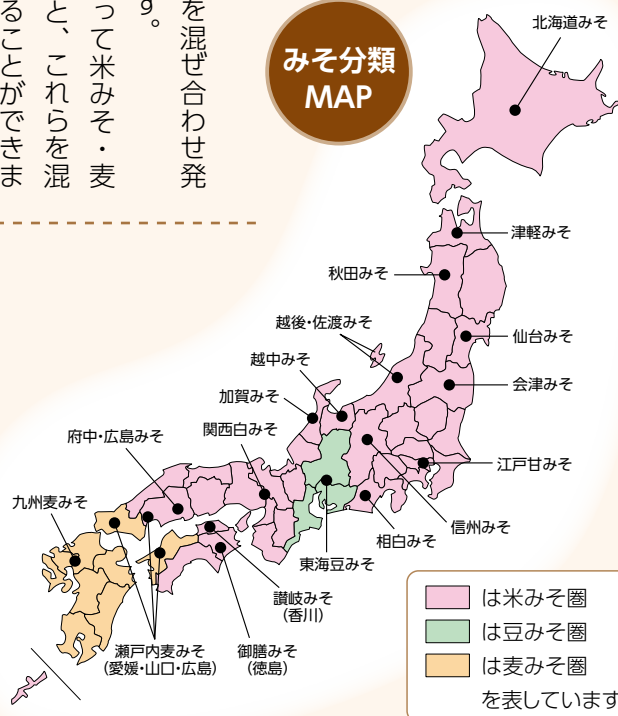 を混ぜ合わせ発
す。
って米みそ・麦
と、これらを混
ることができま
みそ分類
MAP
北海道みそ
津軽みそ
秋田みそ
仙台みそ
越後・佐渡みそ
会津みそ
越中みそ
加賀みそ
関西白みそ
府中・広島みそ
江戸甘みそ
九州麦みそ
信州みそ
相白みそ
東海豆みそ
讃岐みそ
(香川)
御膳みそ
(徳島)
瀬戸内麦みそ
(愛媛・山口・広島)
は米みそ圏
は豆みそ圏
は麦みそ圏
を表しています